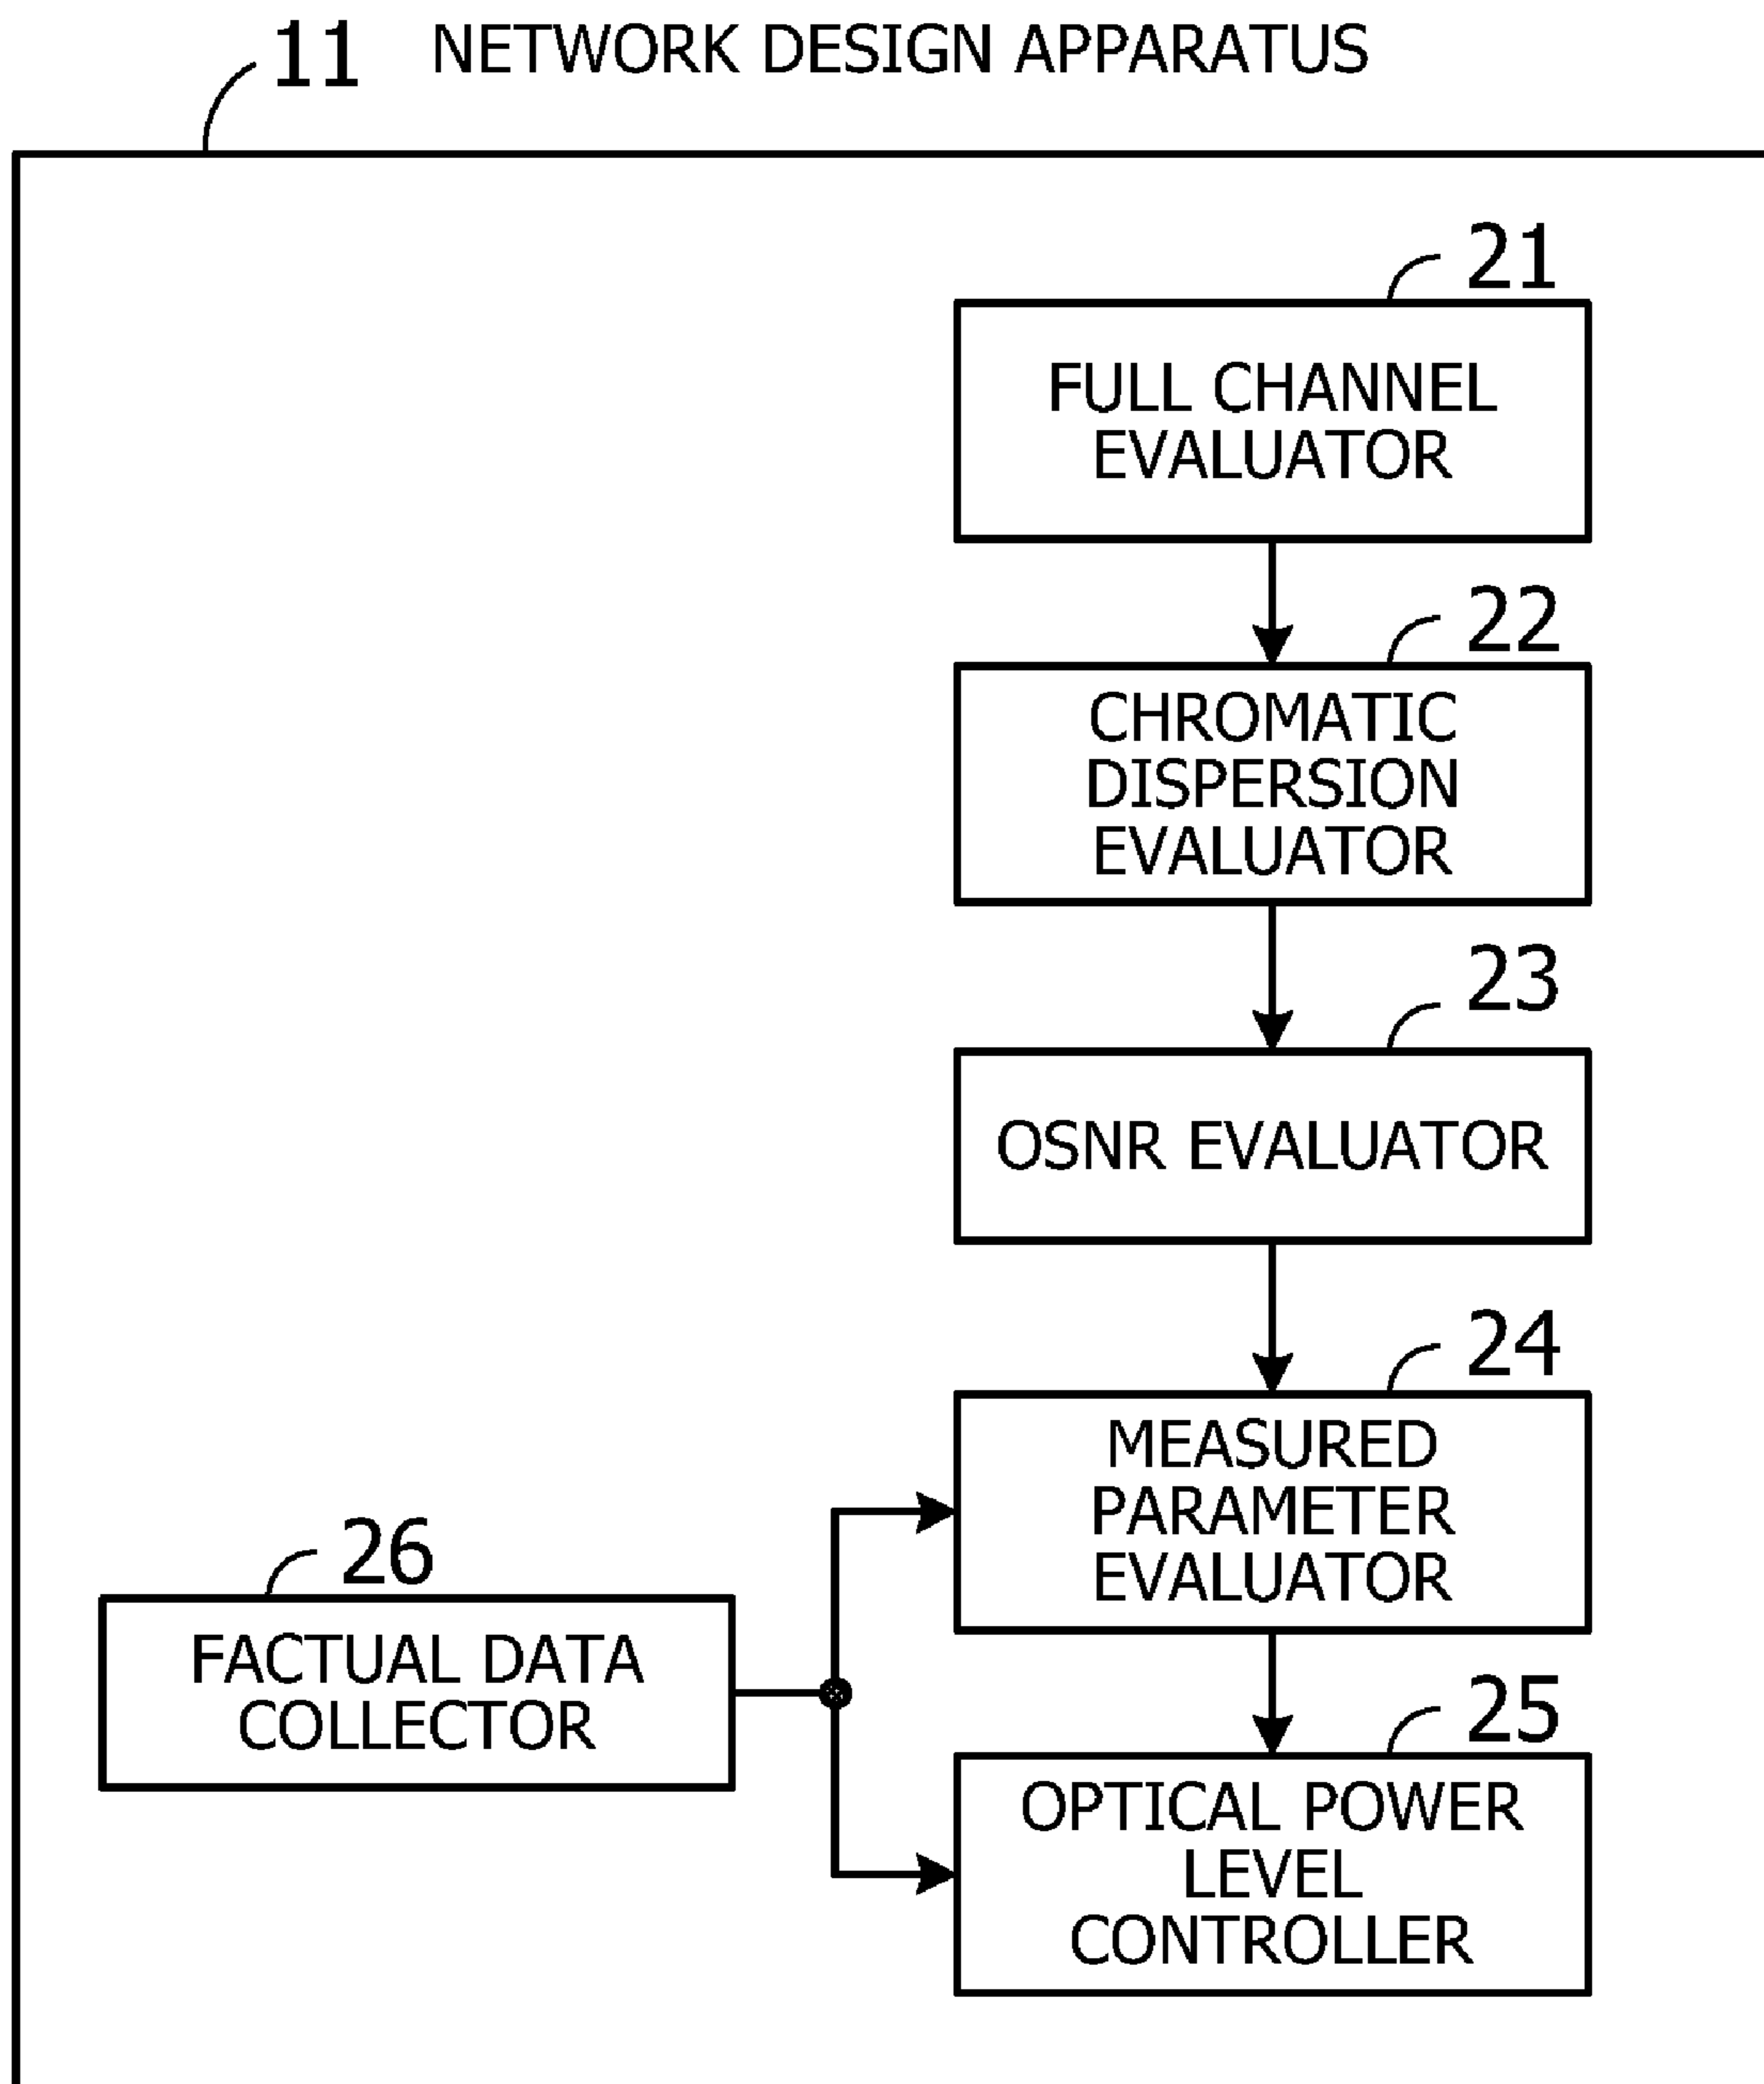 11 NETWORK DESIGN APPARATUS
21
FULL CHANNEL
EVALUATOR
22
CHROMATIC
DISPERSION
EVALUATOR
23
OSNR EVALUATOR
24
MEASURED
PARAMETER
EVALUATOR
26
FACTUAL DATA
COLLECTOR
25
OPTICAL POWER
LEVEL
CONTROLLER